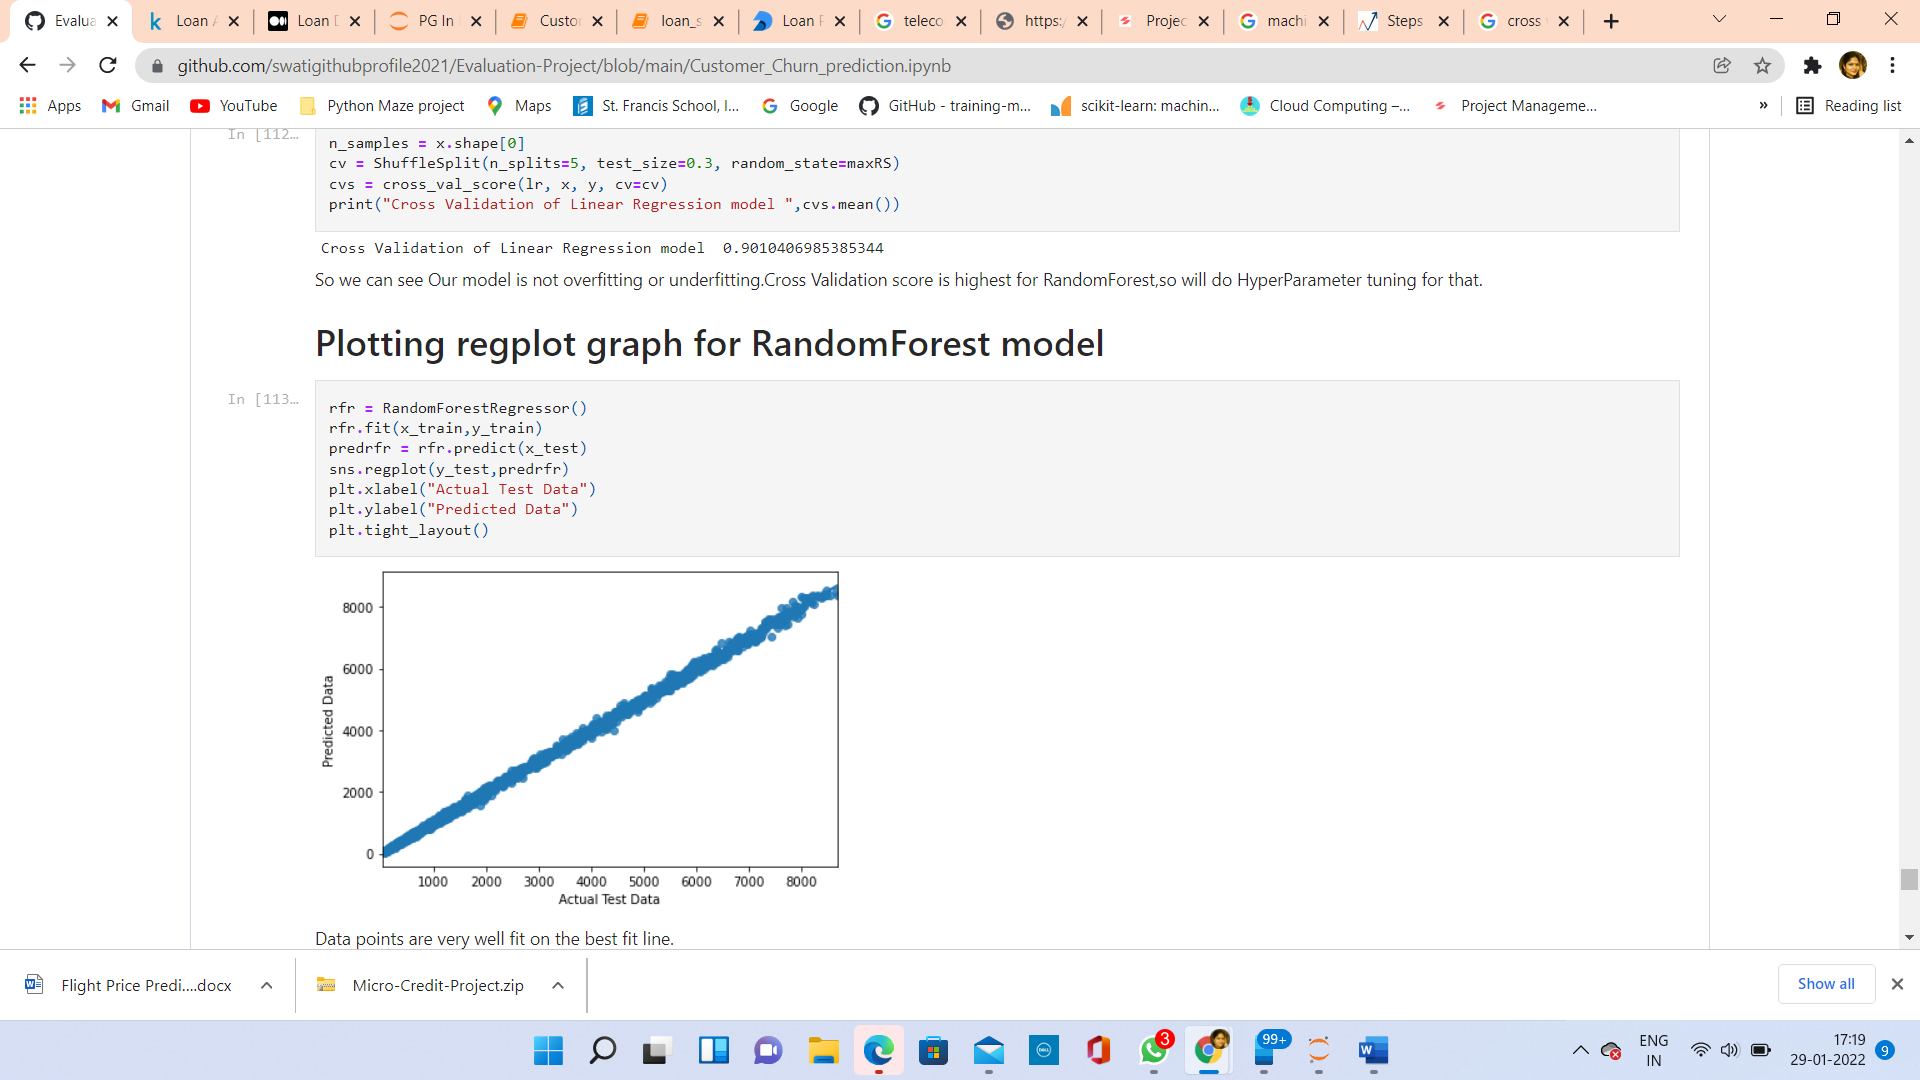 Evalua
Loan A
Loan D
PG In
Custo
loan_s
Loan P
teleco
https:/
Projec
machi
Steps
cross
github.com/swatigithubprofile2021/Evaluation-Project/blob/main/Customer_Churn_prediction.ipynb
Apps
Gmail
YouTube
Python Maze project
Maps
St. Francis School, I...
Google
GitHub - training-m...
scikit-learn: machin...
Cloud Computing –...
Project Manageme...
»
Reading list
In [112…
n_samples = x.shape[0]
cv = ShuffleSplit(n_splits=5, test_size=0.3, random_state=maxRS)
cvs = cross_val_score(lr, x, y, cv=cv)
print("Cross Validation of Linear Regression model ",cvs.mean())
Cross Validation of Linear Regression model  0.9010406985385344
So we can see Our model is not overfitting or underfitting.Cross Validation score is highest for RandomForest,so will do HyperParameter tuning for that.
Plotting regplot graph for RandomForest model
In [113…
rfr = RandomForestRegressor()
rfr.fit(x_train,y_train)
predrfr = rfr.predict(x_test)
sns.regplot(y_test,predrfr)
plt.xlabel("Actual Test Data")
plt.ylabel("Predicted Data")
plt.tight_layout()
8000
6000
4000
2000
0
Predicted Data
1000 2000 3000 4000 5000 6000 7000 8000
Actual Test Data
Data points are very well fit on the best fit line.
Flight Price Predi....docx
Micro-Credit-Project.zip
Show all
3
99+
ENG
IN
17:19
29-01-2022
9